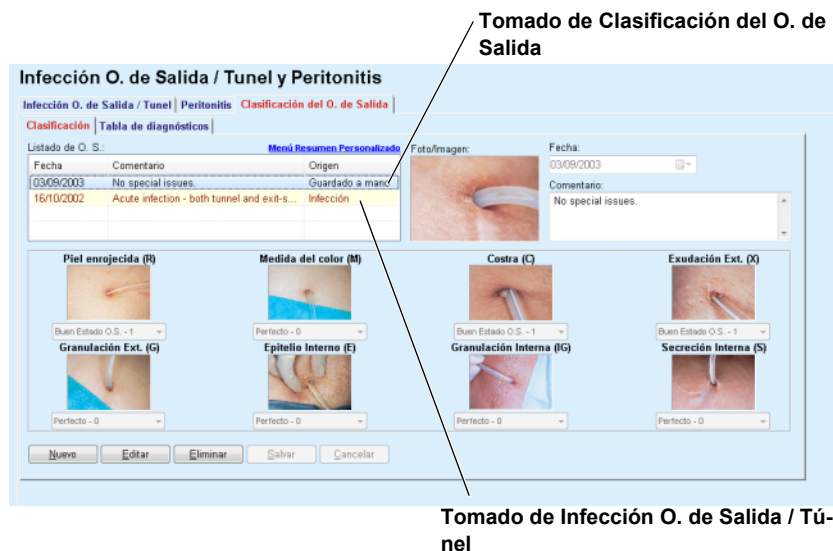 Tomado de Clasificación del O. de
Salida
Infección O. de Salida / Tunel y Peritonitis
Infección O. de Salida / Tunel Peritonitis Clasificación del O. de Salida
Clasificación Tabla de diagnósticos
Listado de O. S.: Menú Resumen Personalizado Foto/Imagen: Fecha:
Fecha Comentario Origen 03/09/2003
03/09/2003 No special issues. Guardado a mano Comentario:
16/10/2002 Acute infection - both tunnel and exit-s... Infección No special issues.
Piel enrojecida (R) Medida del color (M) Costra (C) Exudación Ext. (X)
Buen Estado O.S. - 1 Perfecto - 0 Buen Estado O.S. - 1 Buen Estado O.S. - 1
Granulación Ext. (G) Epitelio Interno (E) Granulación Interna (IG) Secreción Interna (S)
Perfecto - 0 Perfecto - 0 Perfecto - 0 Perfecto - 0
Nuevo Editar Eliminar Salvar Cancelar
Tomado de Infección O. de Salida / Tú-
nel